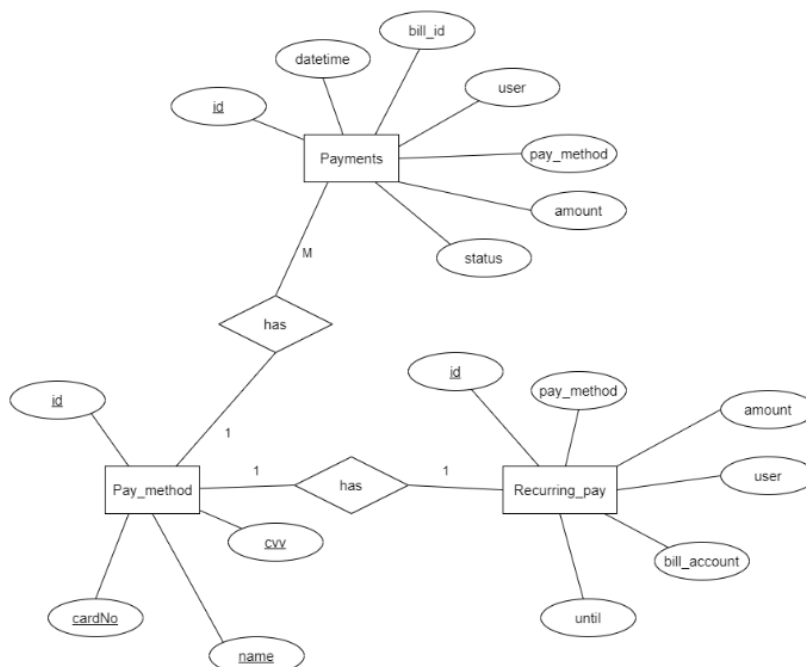 bill_id
datetime
user
id
Payments
pay_method
amount
status
M
has
id
id
pay_method
amount
1
1
1
Pay_method
has
Recurring_pay
user
cvv
bill_account
cardNo
until
name